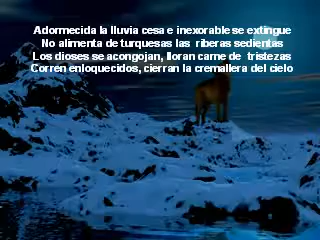 Adormecida la lluvia cesa e inexorable se extingue
No alimenta de turquesas las riberas sedientas
Los dioses se acongojan, lloran carne de tristezas
Corren enloquecidos, cierran la cremallera del cielo